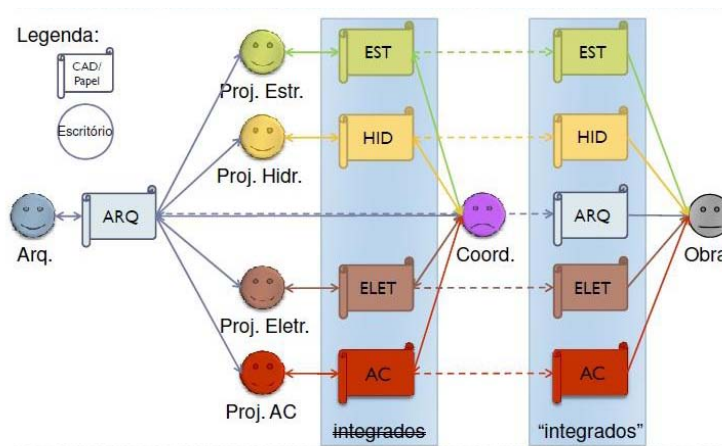 Legenda:
CAD/
Papel
Escritório
Proj. Estr.
EST
EST
Proj. Hidr.
HID
HID
Arq.
ARQ
Coord.
ARQ
Obra
Proj. Eletr.
ELET
ELET
Proj. AC
AC
AC
integrados
“integrados”